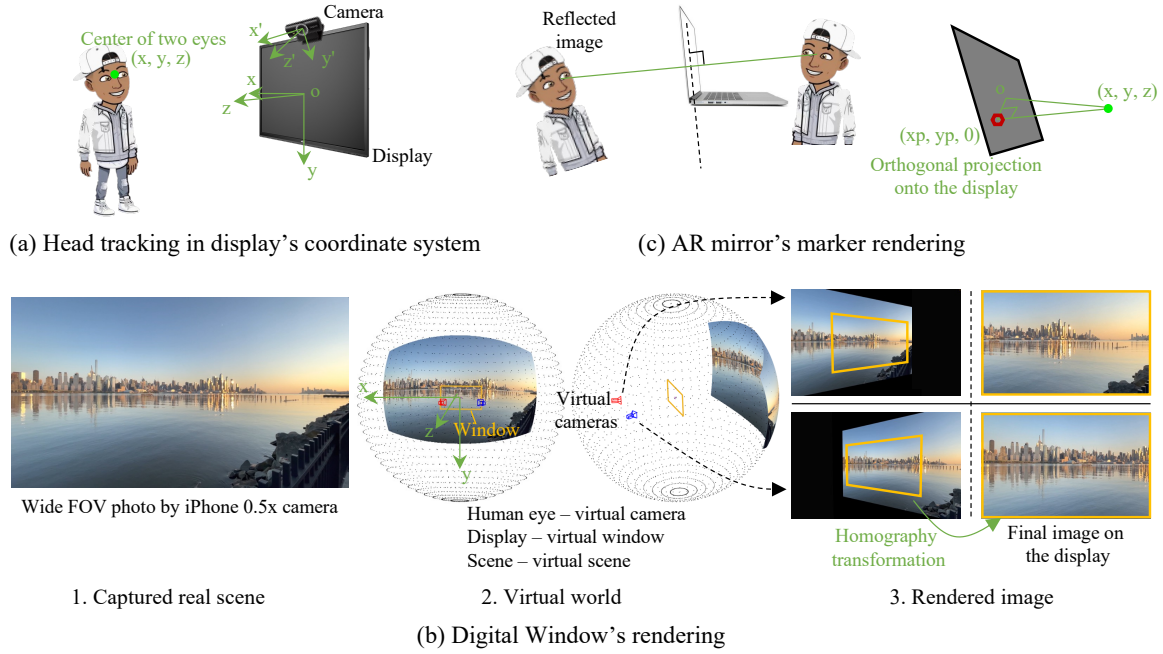 Camera
Center of two eyes
(x, y, z)
x'
z'
y'
x
o
z
y
Display
(a) Head tracking in display's coordinate system
Reflected
image
o
(x, y, z)
(xp, yp, 0)
Orthogonal projection
onto the display
(c) AR mirror's marker rendering
Wide FOV photo by iPhone 0.5x camera
1. Captured real scene
x
z
Window
y
Virtual
cameras
Human eye – virtual camera
Display – virtual window
Scene – virtual scene
2. Virtual world
Homography
transformation
Final image on
the display
3. Rendered image
(b) Digital Window's rendering